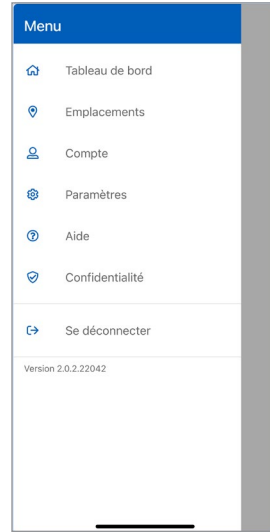 Menu
Tableau de bord
Emplacements
Compte
Paramètres
Aide
Confidentialité
Se déconnecter
Version 2.0.2.22042